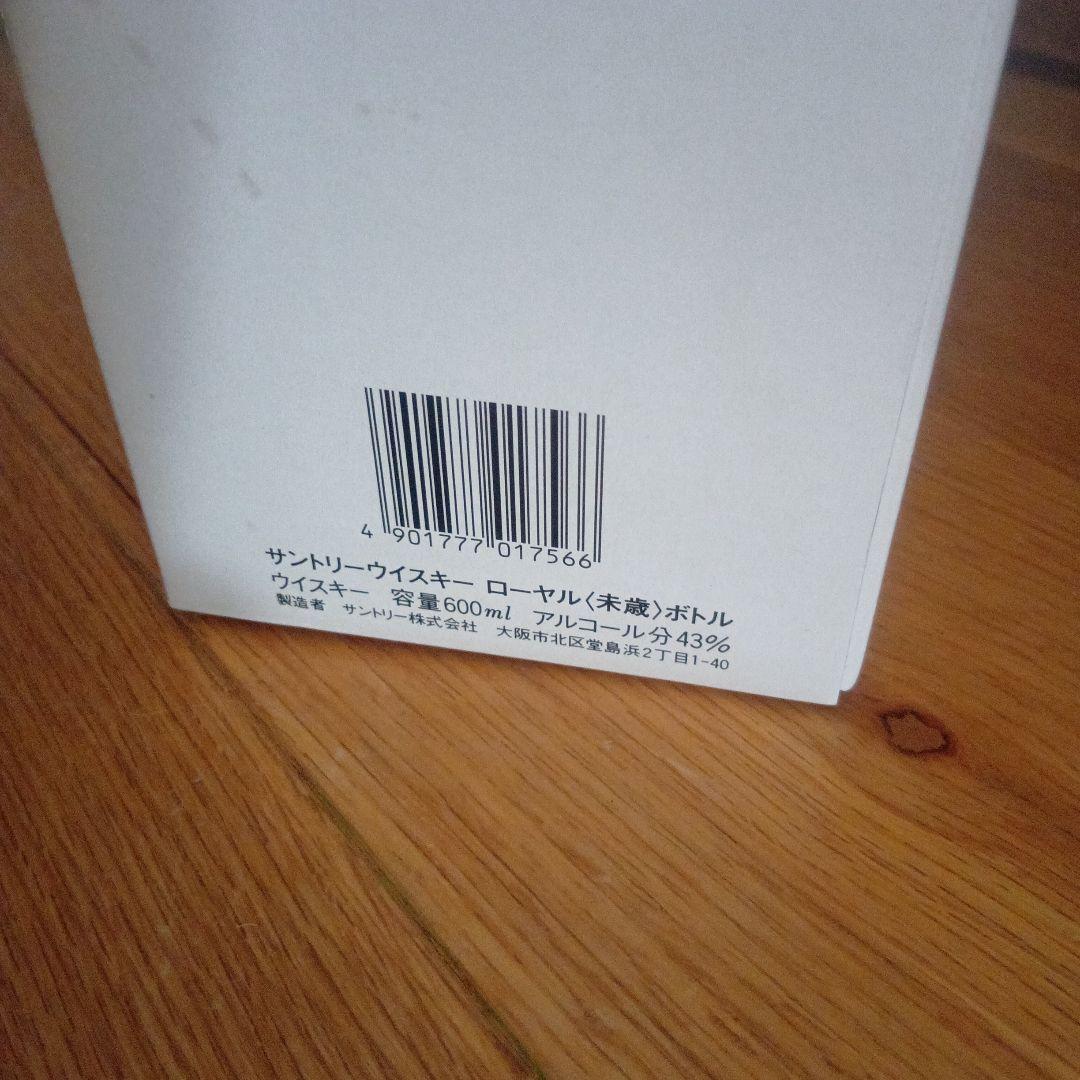 4 901777 017566
サントリーウイスキー ローヤル〈未歳〉ボトル
ウイスキー 容量600ml アルコール分43%
製造者 サントリー株式会社 大阪市北区堂島浜2丁目1-40